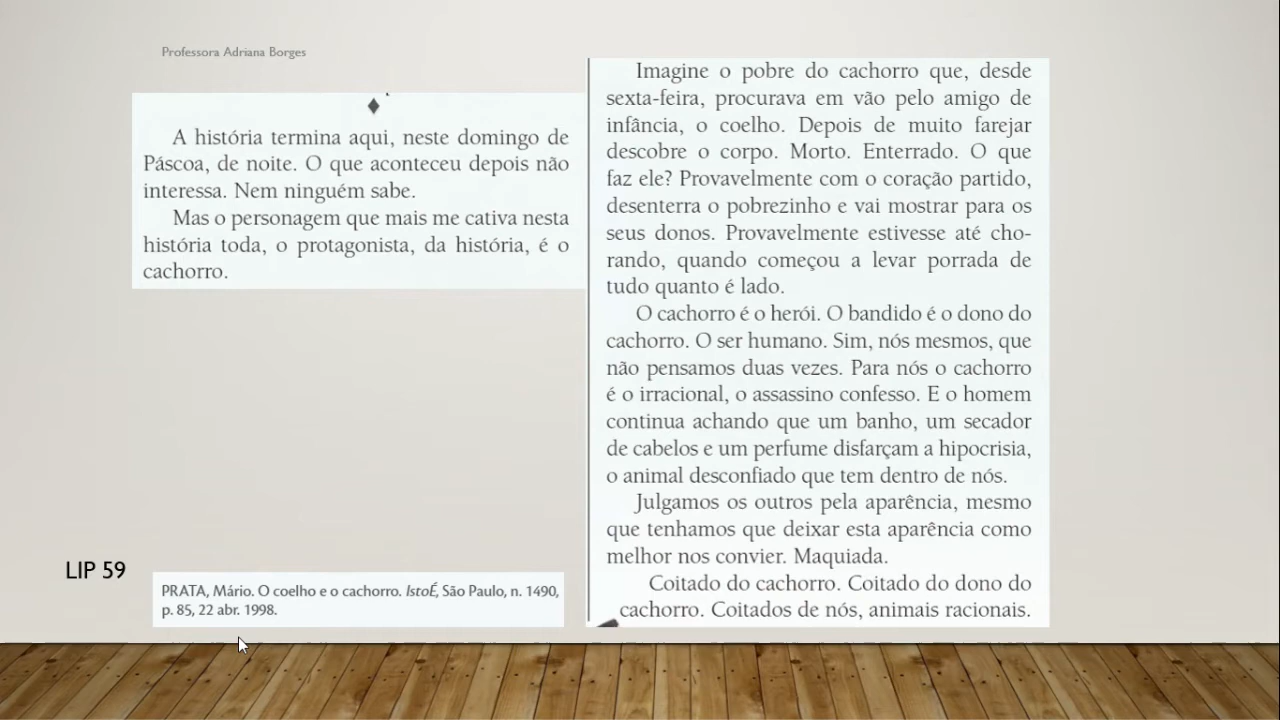 Professora Adriana Borges
A história termina aqui, neste domingo de
Páscoa, de noite. O que aconteceu depois não
interessa. Nem ninguém sabe.
Mas o personagem que mais me cativa nesta
história toda, o protagonista, da história, é o
cachorro.
Imagine o pobre do cachorro que, desde
sexta-feira, procurava em vão pelo amigo de
infância, o coelho. Depois de muito farejar
descobre o corpo. Morto. Enterrado. O que
faz ele? Provavelmente com o coração partido,
desenterra o pobrezinho e vai mostrar para os
seus donos. Provavelmente estivesse até cho-
rando, quando começou a levar porrada de
tudo quanto é lado.
O cachorro é o herói. O bandido é o dono do
cachorro. O ser humano. Sim, nós mesmos, que
não pensamos duas vezes. Para nós o cachorro
é o irracional, o assassino confesso. E o homem
continua achando que um banho, um secador
de cabelos e um perfume disfarçam a hipocrisia,
o animal desconfiado que tem dentro de nós.
Julgamos os outros pela aparência, mesmo
que tenhamos que deixar esta aparência como
melhor nos convier. Maquiada.
Coitado do cachorro. Coitado do dono do
cachorro. Coitados de nós, animais racionais.
LIP 59
PRATA, Mário. O coelho e o cachorro. IstoÉ, São Paulo, n. 1490,
p. 85, 22 abr. 1998.